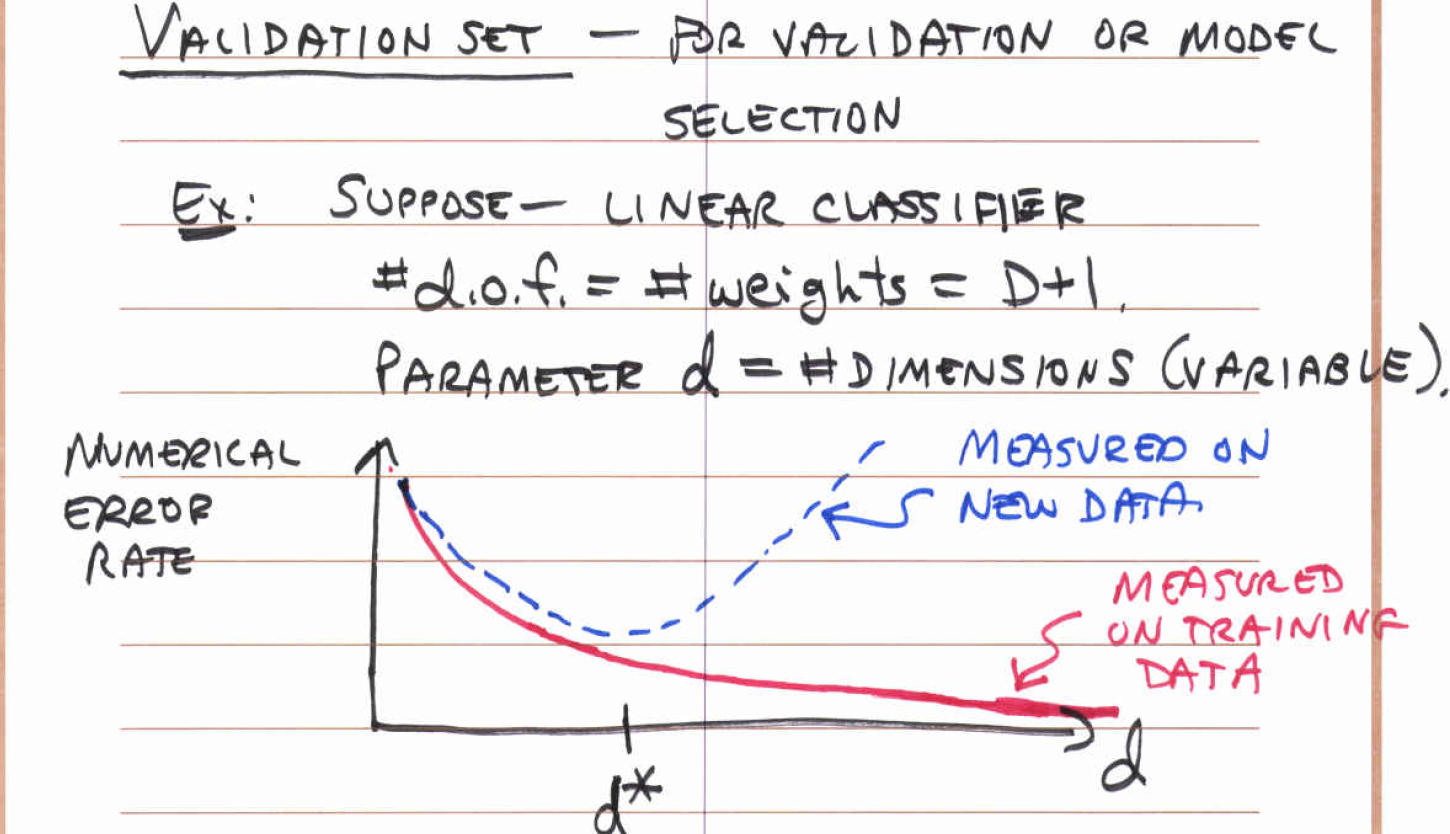 VALIDATION SET — FOR VALIDATION OR MODEL
SELECTION
Ex: SUPPOSE— LINEAR CLASSIFIER
#d.o.f. = # weights = D+1.
PARAMETER d = # DIMENSIONS (VARIABLE).
NUMERICAL
ERROR
RATE
MEASURED ON
NEW DATA
MEASURED
ON TRAINING
DATA
d
d*